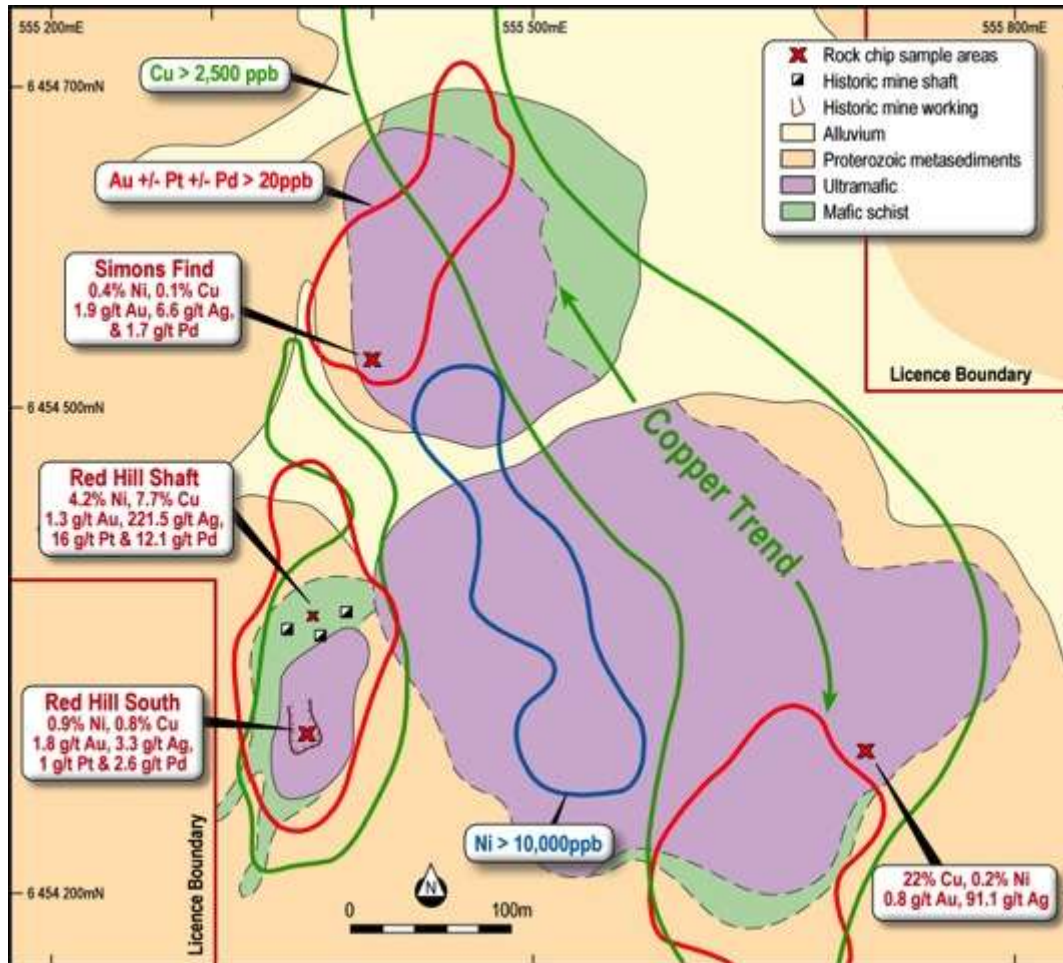 555 200mE
555 500mE
555 800mE
6 454 700mN
6 454 500mN
6 454 200mN
Cu > 2,500 ppb
Au +/- Pt +/- Pd > 20ppb
Simons Find
0.4% Ni, 0.1% Cu
1.9 g/t Au, 6.6 g/t Ag,
& 1.7 g/t Pd
Rock chip sample areas
Historic mine shaft
Historic mine working
Alluvium
Proterozoic metasediments
Ultramafic
Mafic schist
Licence Boundary
Copper Trend
Red Hill Shaft
4.2% Ni, 7.7% Cu
1.3 g/t Au, 221.5 g/t Ag,
16 g/t Pt & 12.1 g/t Pd
Red Hill South
0.9% Ni, 0.8% Cu
1.8 g/t Au, 3.3 g/t Ag,
1 g/t Pt & 2.6 g/t Pd
Licence Boundary
Ni > 10,000ppb
22% Cu, 0.2% Ni
0.8 g/t Au, 91.1 g/t Ag
N
0
100m